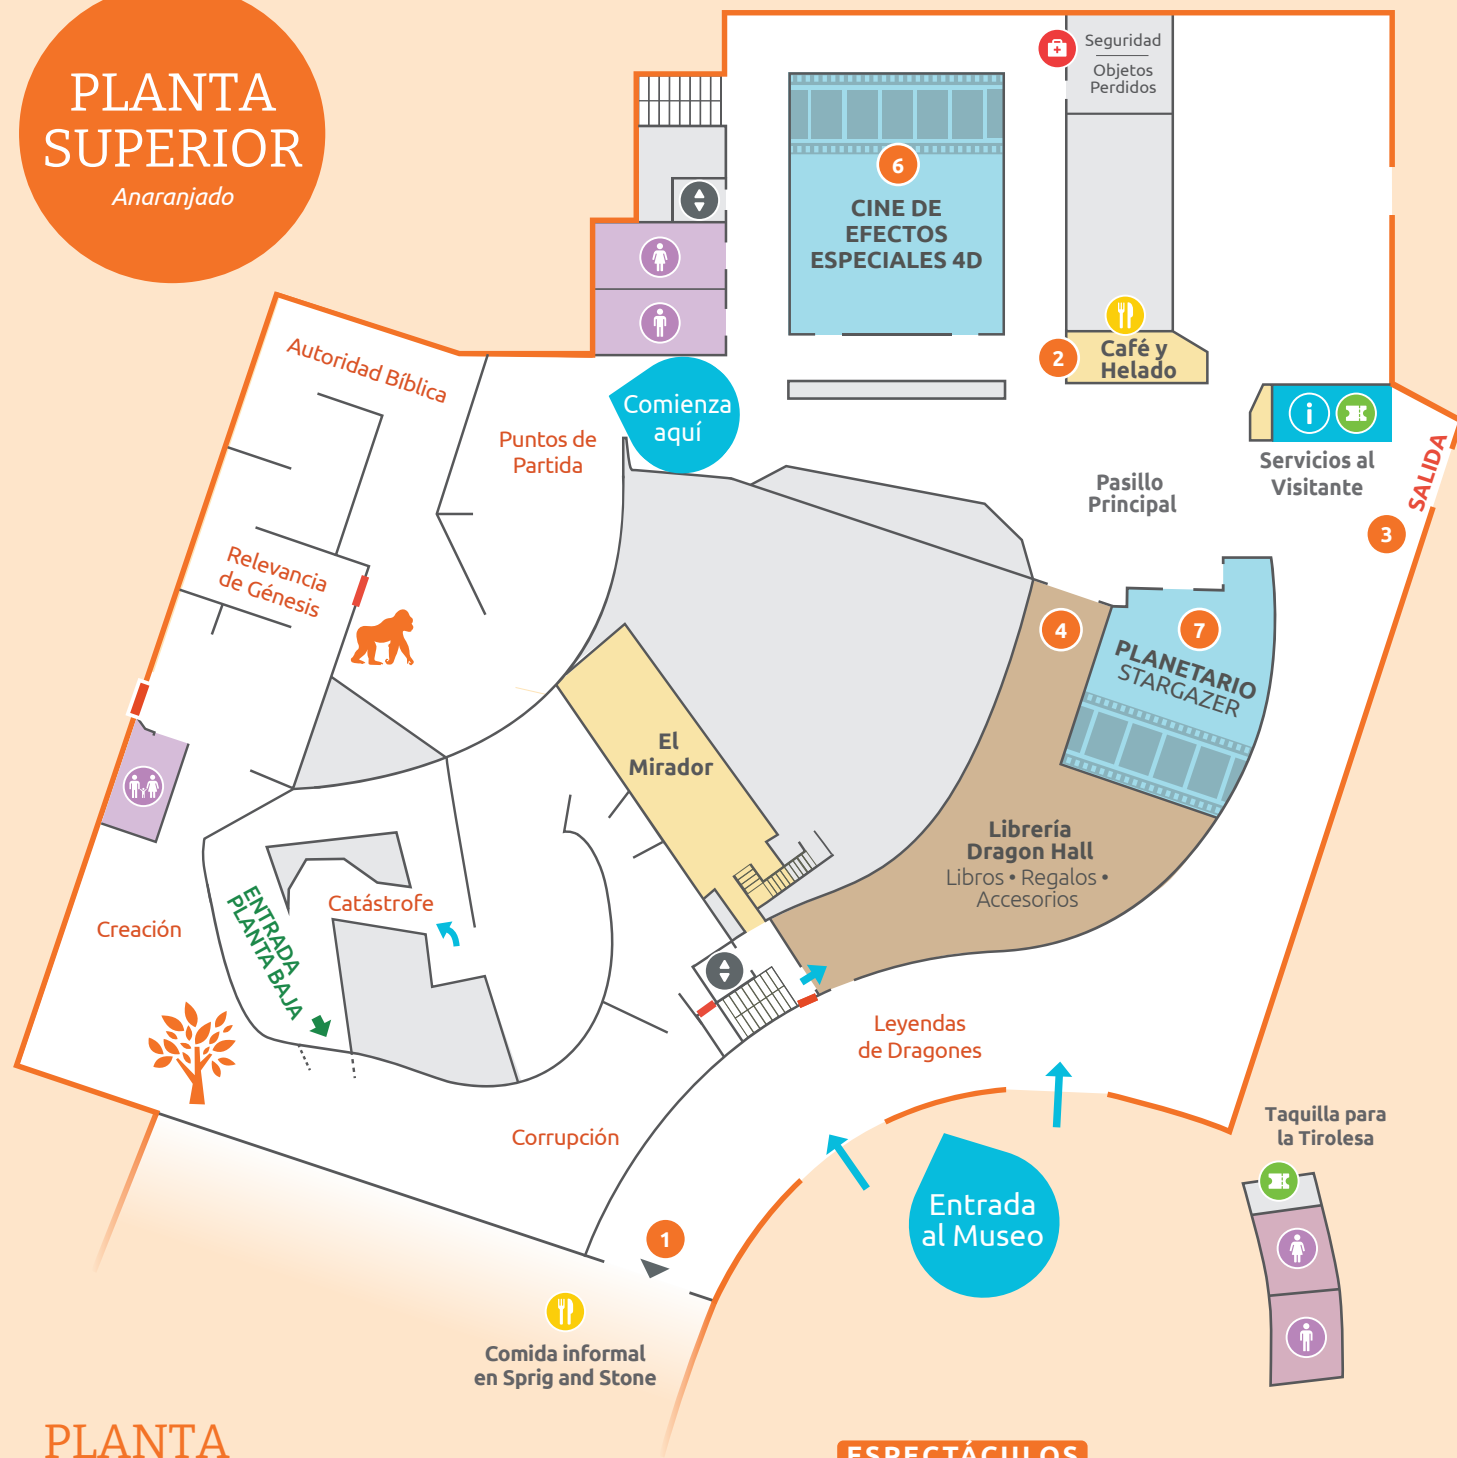 PLANTA
SUPERIOR
Anaranjado
Seguridad
Objetos
Perdidos
6
CINE DE
EFECTOS
ESPECIALES 4D
2
Café y
Helado
Autoridad Bíblica
Comienza
aquí
Puntos de
Partida
i
Servicios al
Visitante
SALIDA
Pasillo
Principal
3
Relevancia
de Génesis
4
7
PLANETARIO
STARGAZER
El
Mirador
Librería
Dragon Hall
Libros • Regalos •
Accesorios
Catástrofe
Creación
ENTRADA
PLANTA BAJA
Leyendas
de Dragones
Corrupción
Taquilla para
la Tirolesa
Entrada
al Museo
1
Comida informal
en Sprig and Stone
PLANTA
ESPECTÁCULOS